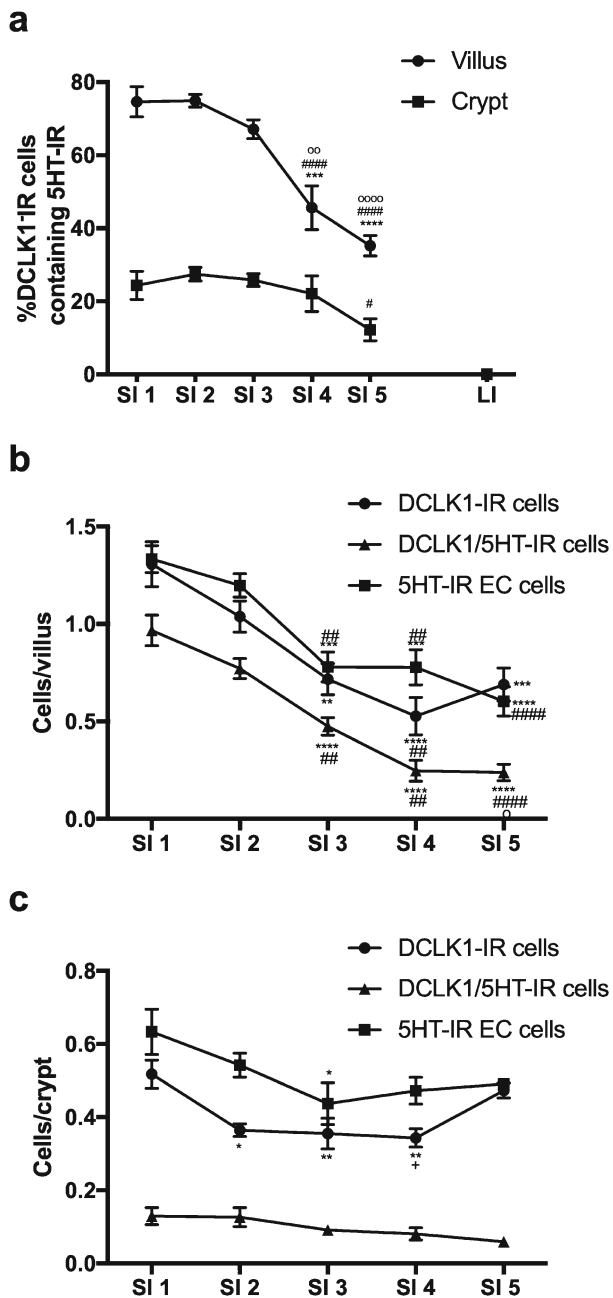 a
Villus
Crypt
%DCLK1-IR cells
containing 5HT-IR
80
60
40
20
0
oo
####
***
oooo
####
****
#
SI 1 SI 2 SI 3 SI 4 SI 5 LI
b
DCLK1-IR cells
DCLK1/5HT-IR cells
5HT-IR EC cells
Cells/villus
1.5
1.0
0.5
0.0
##
***
**
****
##
##
***
****
##
****
##
***
****
####
****
####
o
SI 1 SI 2 SI 3 SI 4 SI 5
c
DCLK1-IR cells
DCLK1/5HT-IR cells
5HT-IR EC cells
Cells/crypt
0.8
0.6
0.4
0.2
0.0
*
*
**
**
+
SI 1 SI 2 SI 3 SI 4 SI 5